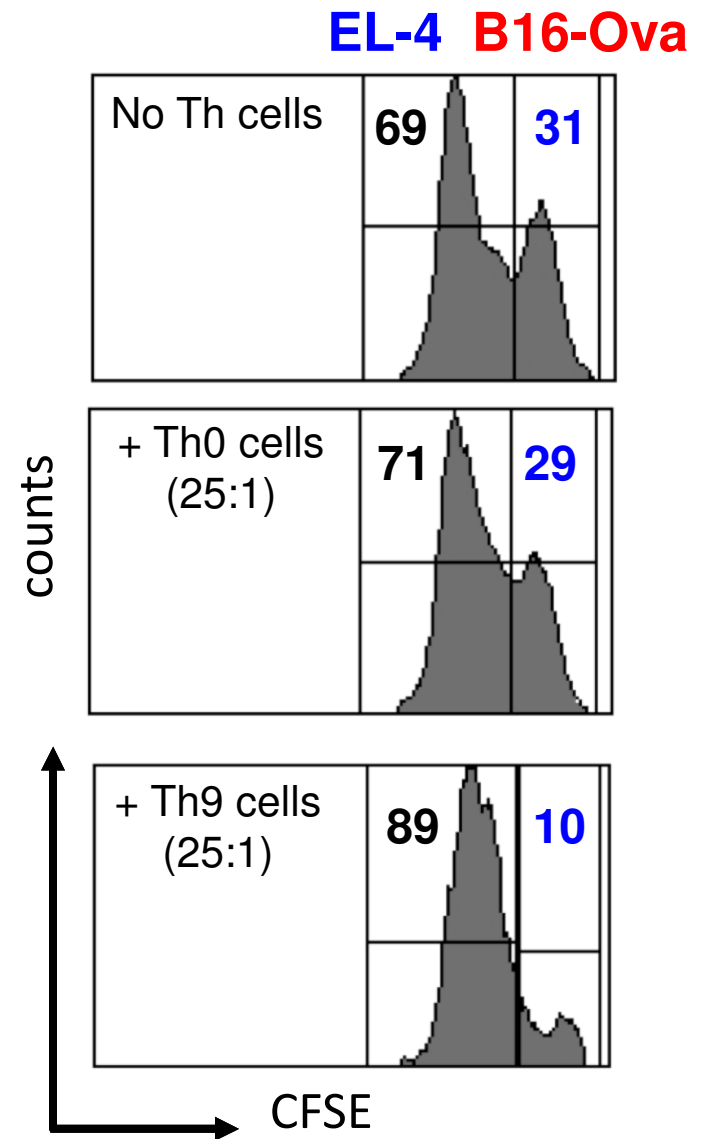 EL-4 B16-Ova
No Th cells
69 31
+ Th0 cells
(25:1)
71 29
counts
+ Th9 cells
(25:1)
89 10
CFSE